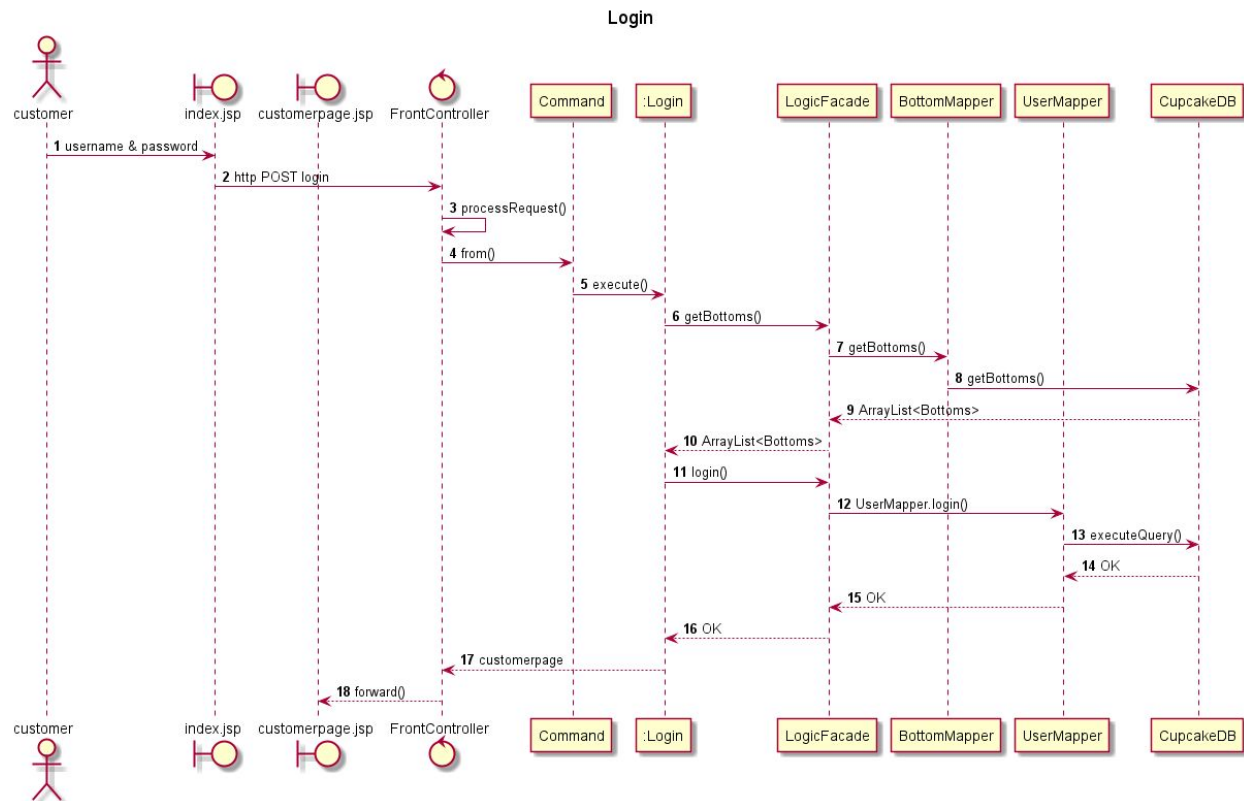 Login
customer
index.jsp
customerpage.jsp
FrontController
Command
:Login
LogicFacade
BottomMapper
UserMapper
CupcakeDB
1 username & password
2 http POST login
3 processRequest()
4 from()
5 execute()
6 getBottoms()
7 getBottoms()
8 getBottoms()
9 ArrayList<Bottoms>
10 ArrayList<Bottoms>
11 login()
12 UserMapper.login()
13 executeQuery()
14 OK
15 OK
16 OK
17 customerpage
18 forward()
customer
index.jsp
customerpage.jsp
FrontController
Command
:Login
LogicFacade
BottomMapper
UserMapper
CupcakeDB